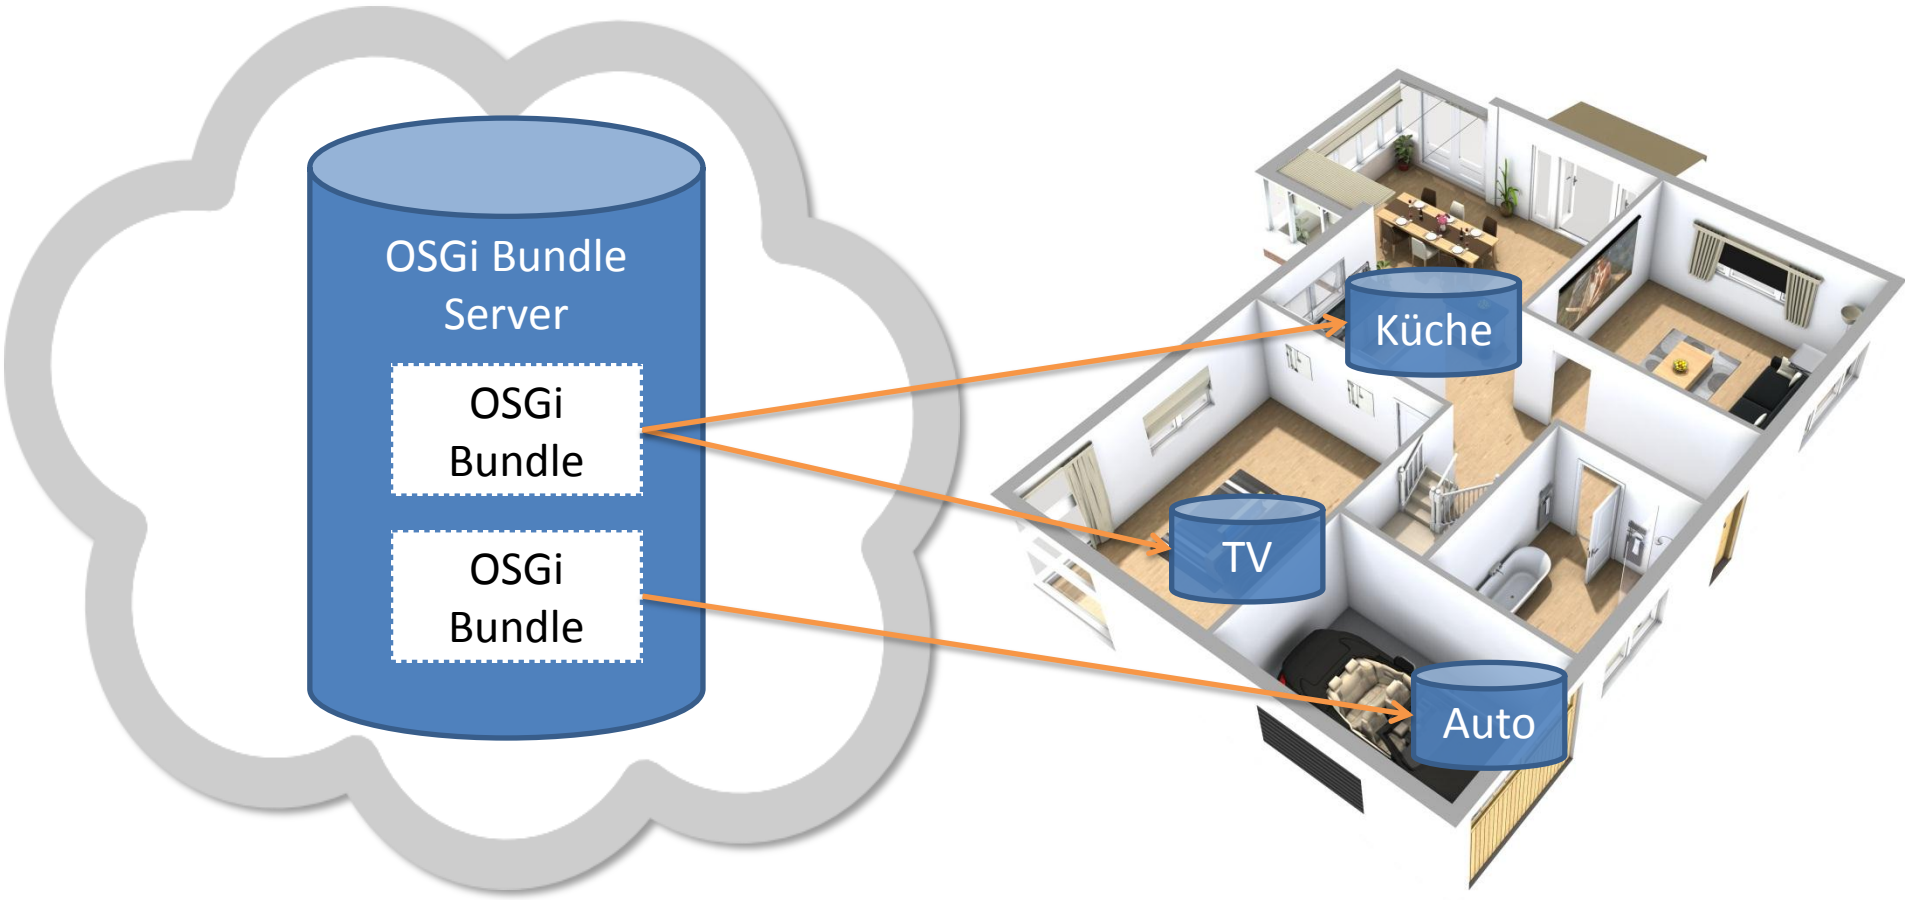 OSGi Bundle
Server
OSGi
Bundle
OSGi
Bundle
Küche
TV
Auto